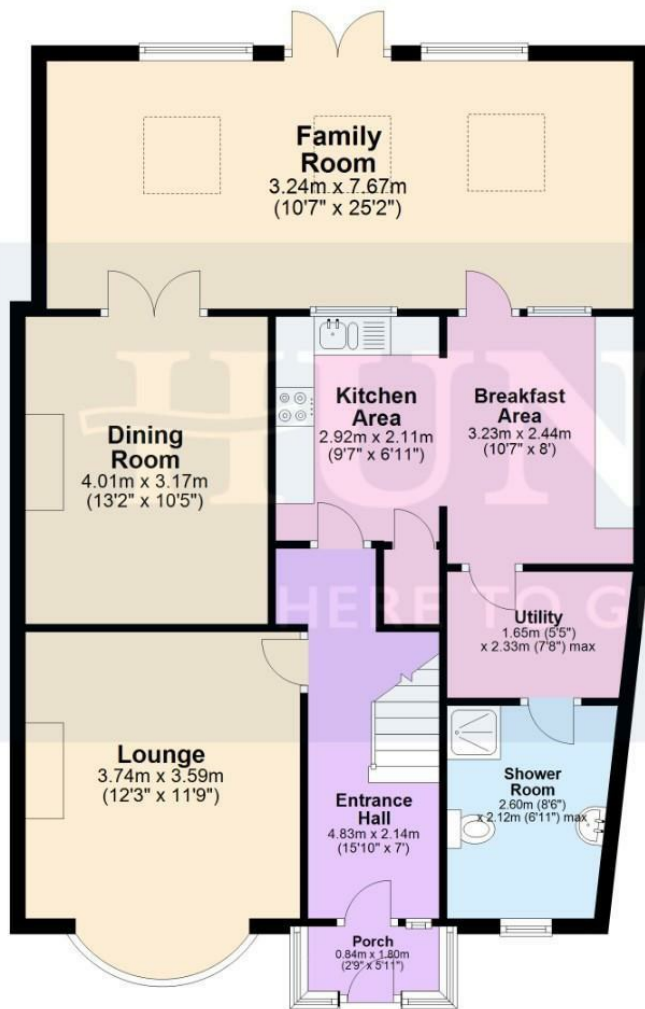 Family
Room
3.24m x 7.67m
(10'7" x 25'2")
Kitchen
Area
2.92m x 2.11m
(9'7" x 6'11")
Breakfast
Area
3.23m x 2.44m
(10'7" x 8')
Dining
Room
4.01m x 3.17m
(13'2" x 10'5")
HUN
HERE TO G
Utility
1.65m (5'5")
x 2.33m (7'8") max
Lounge
3.74m x 3.59m
(12'3" x 11'9")
Shower
Room
2.60m (8'6")
x 2.12m (6'11") max
Entrance
Hall
4.83m x 2.14m
(15'10" x 7')
Porch
0.84m x 1.80m
(2'9" x 5'11")